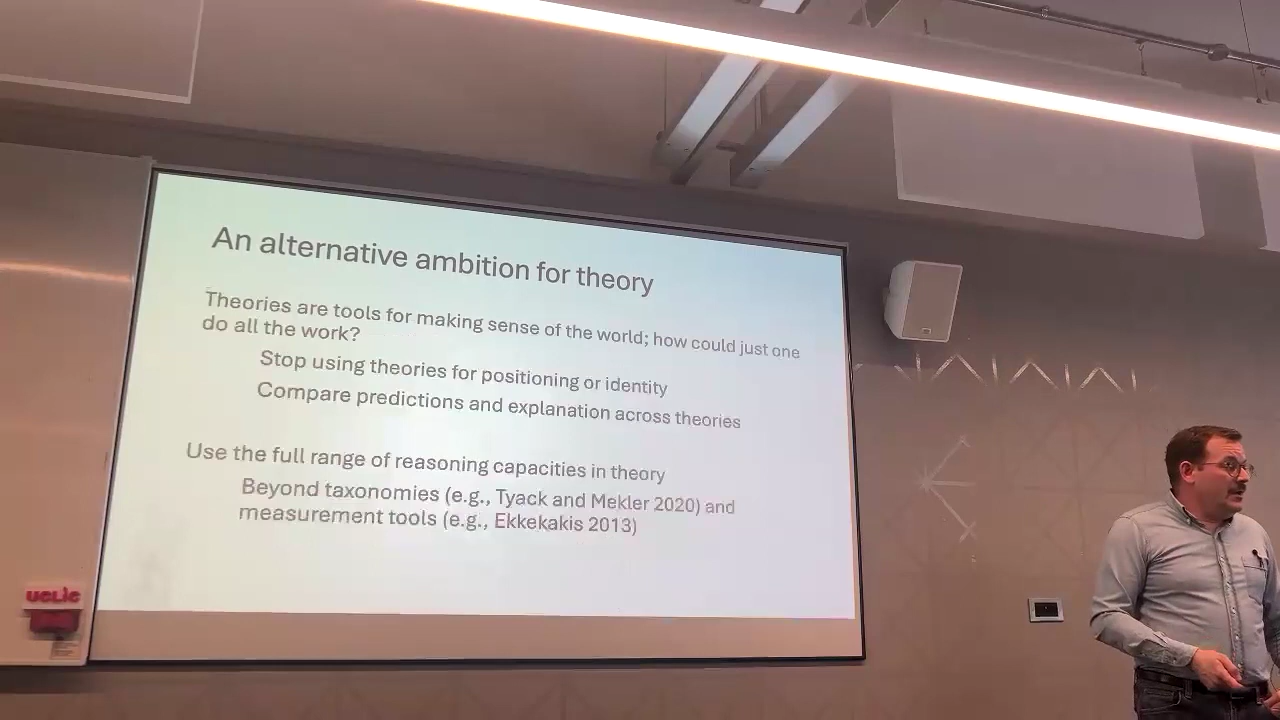 An alternative ambition for theory
Theories are tools for making sense of the world; how could just one
do all the work?
Stop using theories for positioning or identity
Compare predictions and explanation across theories
Use the full range of reasoning capacities in theory
Beyond taxonomies (e.g., Tyack and Mekler 2020) and
measurement tools (e.g., Ekkekakis 2013)
uclic